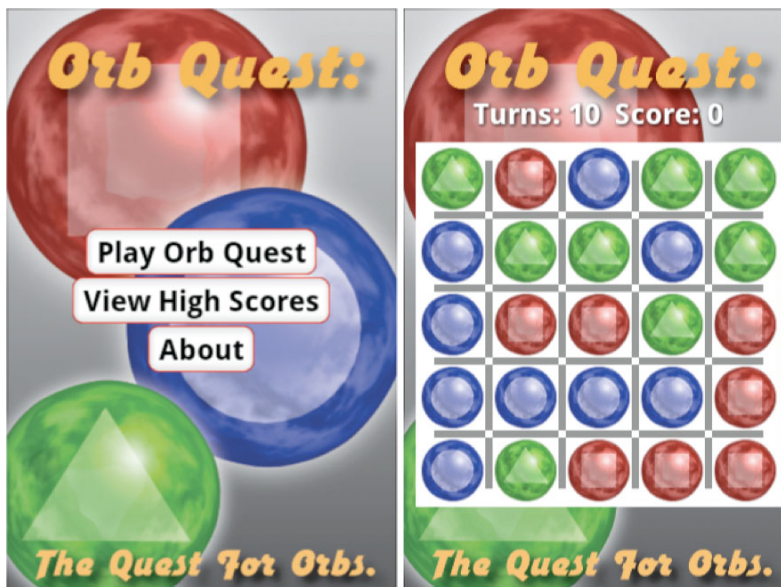 Orb Quest:
Play Orb Quest
View High Scores
About
The Quest For Orbs.
Orb Quest:
Turns: 10 Score: 0
The Quest For Orbs.